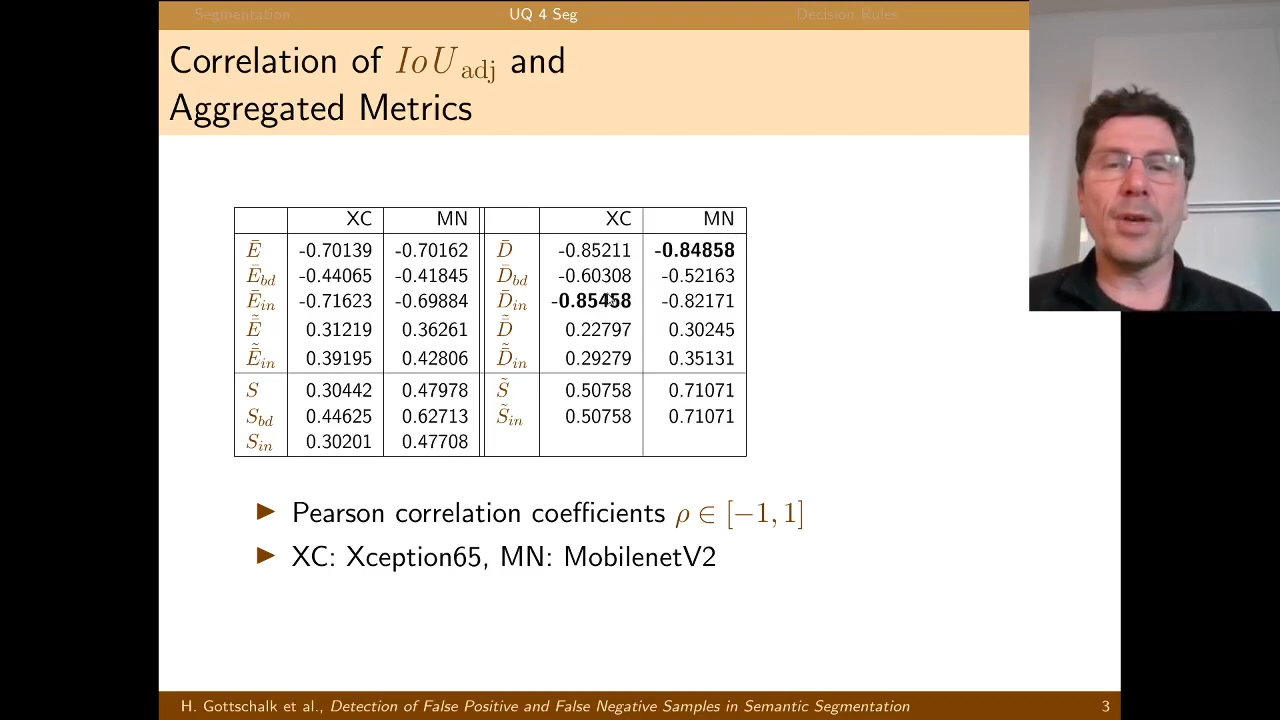 Segmentation UQ 4 Seg Decision Rules
Correlation of IoU adj and
Aggregated Metrics
XC MN XC MN
Ē -0.70139 -0.70162 D̄ -0.85211 -0.84858
Ē_bd -0.44065 -0.41845 D̄_bd -0.60308 -0.52163
Ē_in -0.71623 -0.69884 D̄_in -0.85458 -0.82171
Ē̃ 0.31219 0.36261 D̄̃ 0.22797 0.30245
Ē̃_in 0.39195 0.42806 D̄̃_in 0.29279 0.35131
S 0.30442 0.47978 S̃ 0.50758 0.71071
S_bd 0.44625 0.62713 S̃_in 0.50758 0.71071
S_in 0.30201 0.47708
▶ Pearson correlation coefficients ρ ∈ [−1, 1]
▶ XC: Xception65, MN: MobilenetV2
H. Gottschalk et al., Detection of False Positive and False Negative Samples in Semantic Segmentation 3